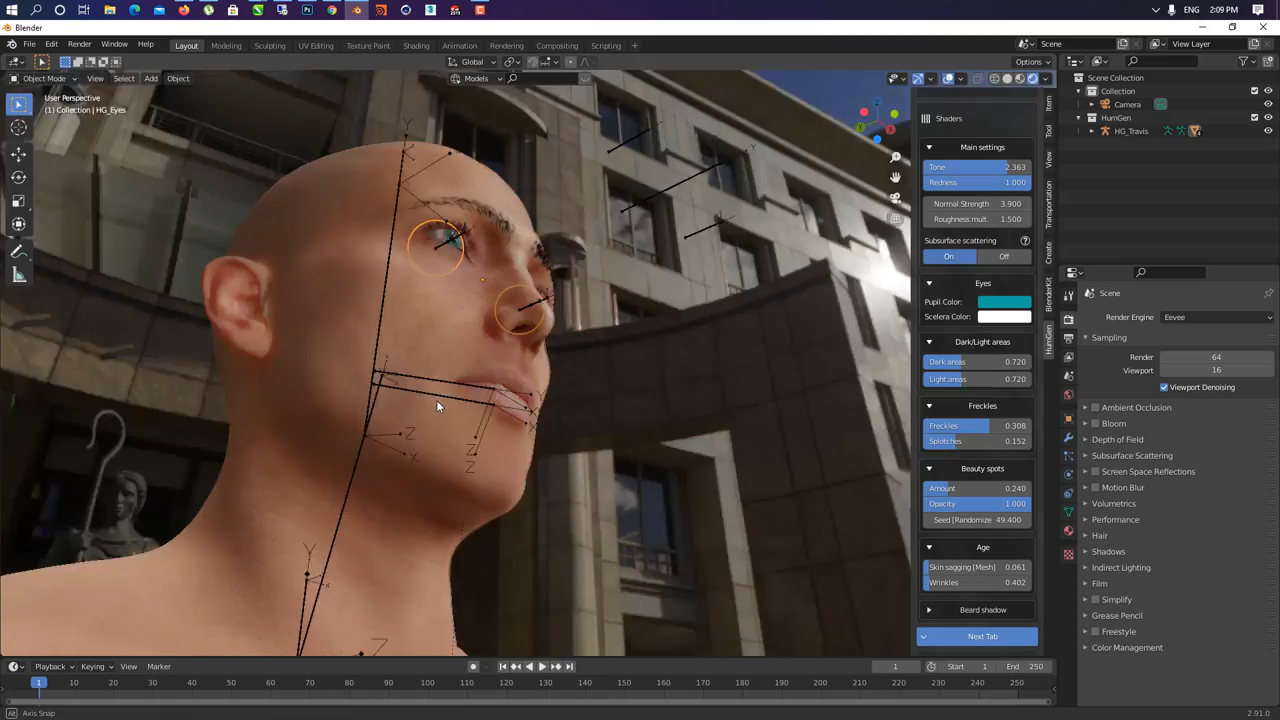 ENG 2:09 PM
Blender
File Edit Render Window Help Layout Modeling Sculpting UV Editing Texture Paint Shading Animation Rendering Compositing Scripting + Scene View Layer
Global Options
Object Mode View Select Add Object Models
User Perspective
(1) Collection | HG_Eyes
Scene Collection
Collection
Camera
HumGen
HG_Travis
Item
Tool
View
Transportation
Create
BlenderKit
HumGen
Shaders
Main settings
Tone 2.363
Redness 1.000
Normal Strength 3.900
Roughness mult. 1.500
Subsurface scattering
On Off
Eyes
Pupil Color:
Scelera Color:
Dark/Light areas
Dark areas 0.720
Light areas 0.720
Freckles
Freckles 0.308
Splotches 0.152
Beauty spots
Amount 0.240
Opacity 1.000
Seed [Randomize 49.400
Age
Skin sagging [Mesh] 0.061
Wrinkles 0.402
Beard shadow
Next Tab
Scene
Render Engine Eevee
Sampling
Render 64
Viewport 16
Viewport Denoising
Ambient Occlusion
Bloom
Depth of Field
Subsurface Scattering
Screen Space Reflections
Motion Blur
Volumetrics
Performance
Hair
Shadows
Indirect Lighting
Film
Simplify
Grease Pencil
Freestyle
Color Management
Y
Z
X
Z
Z
X
Y
Z
Playback Keying View Marker 1 Start 1 End 250
1 10 20 30 40 50 60 70 80 90 100 110 120 130 140 150 160 170 180 190 200 210 220 230 240 250
Alt Axis Snap 2.91.0